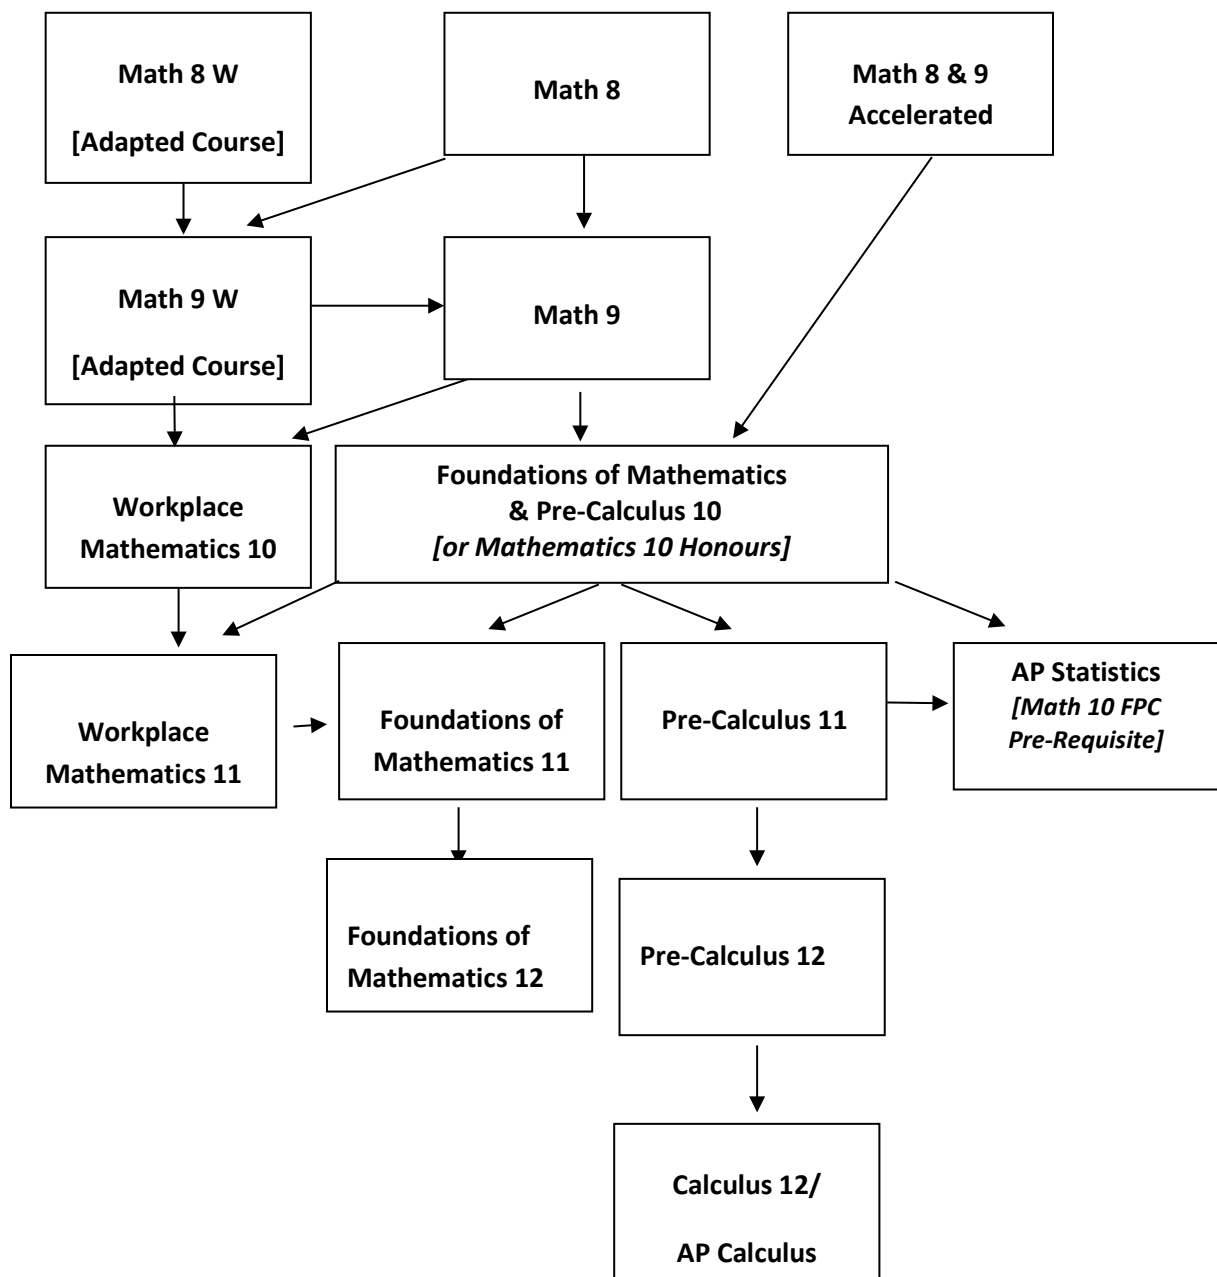 Math 8 W
[Adapted Course]
Math 8
Math 8 & 9
Accelerated
Math 9 W
[Adapted Course]
Math 9
Workplace
Mathematics 10
Foundations of Mathematics
& Pre-Calculus 10
[or Mathematics 10 Honours]
Workplace
Mathematics 11
Foundations of
Mathematics 11
Pre-Calculus 11
AP Statistics
[Math 10 FPC
Pre-Requisite]
Foundations of
Mathematics 12
Pre-Calculus 12
Calculus 12/
AP Calculus